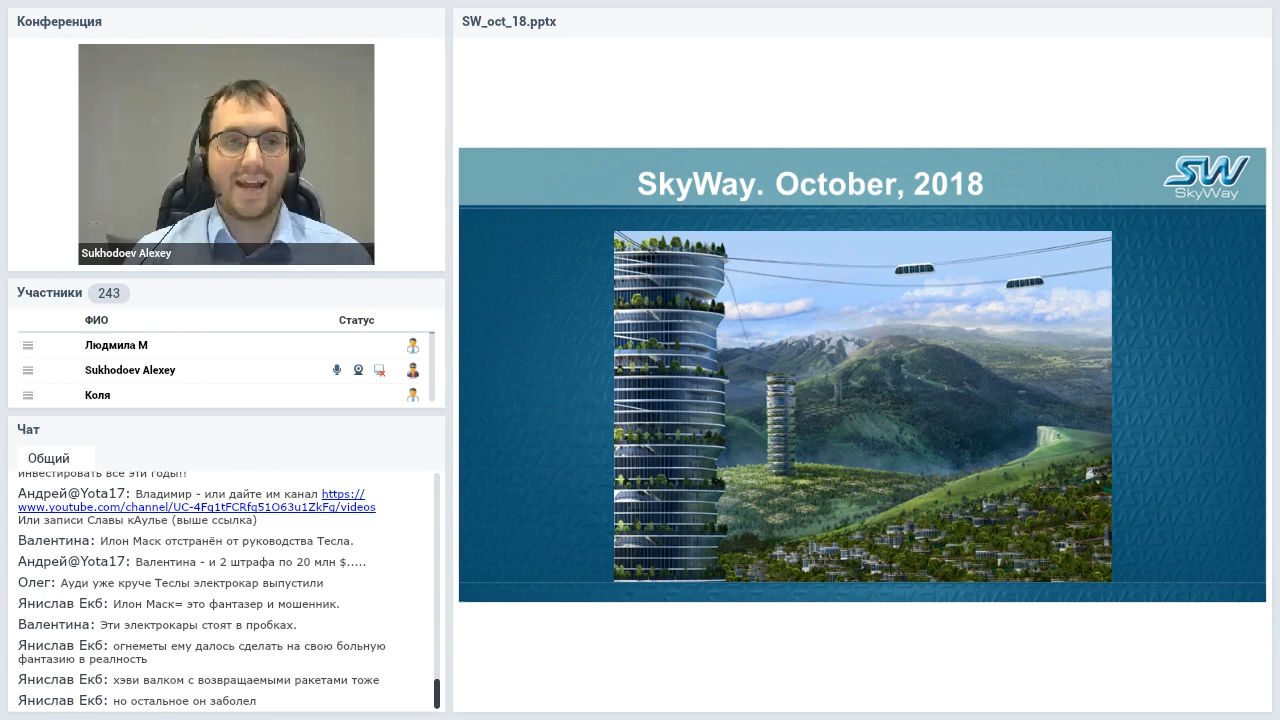 Конференция
Sukhodoev Alexey
Участники 243
ФИО Статус
Людмила М
Sukhodoev Alexey
Коля
Чат
Общий
инвестировать все эти годы!!
Андрей@Yota17: Владимир - или дайте им канал https://
www.youtube.com/channel/UC-4Fq1tFCRfq51O63u1ZkFg/videos
Или записи Славы кАулье (выше ссылка)
Валентина: Илон Маск отстранён от руководства Тесла.
Андрей@Yota17: Валентина - и 2 штрафа по 20 млн $.....
Олег: Ауди уже круче Теслы электрокар выпустили
Янислав Екб: Илон Маск= это фантазер и мошенник.
Валентина: Эти электрокары стоят в пробках.
Янислав Екб: огнеметы ему далось сделать на свою больную
фантазию в реальность
Янислав Екб: хэви валком с возвращаемыми ракетами тоже
Янислав Екб: но остальное он заболел
SW_oct_18.pptx
SkyWay. October, 2018
SW
SkyWay